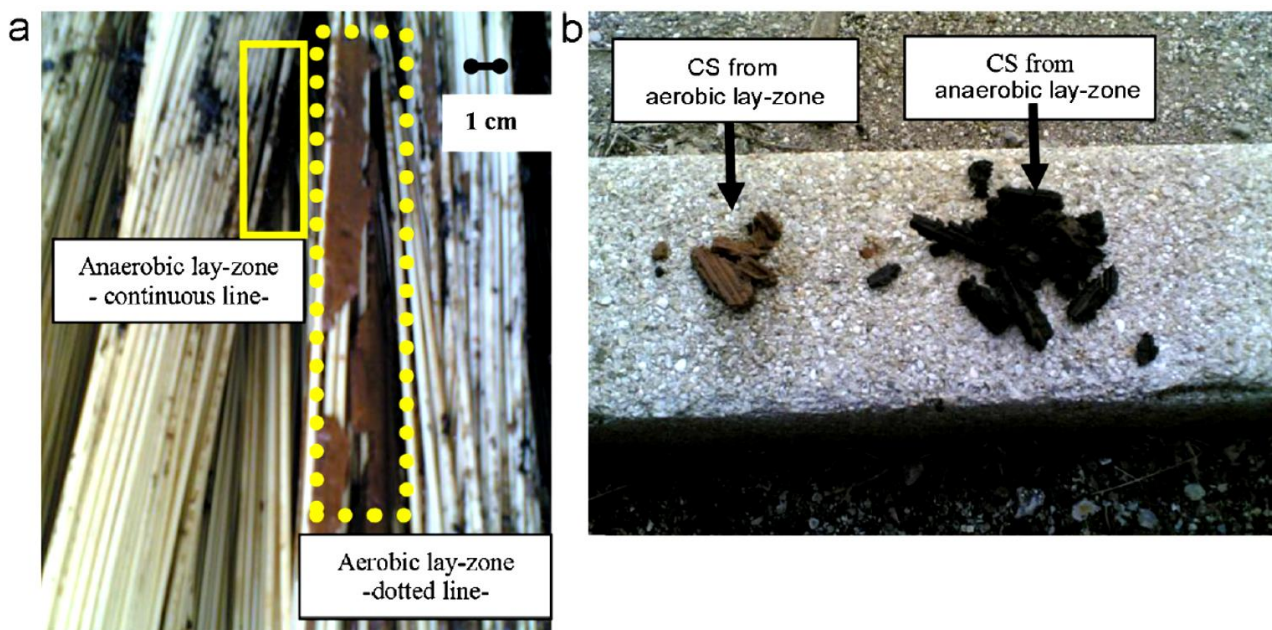 a
1 cm
Anaerobic lay-zone
- continuous line-
Aerobic lay-zone
-dotted line-
b
CS from
aerobic lay-zone
CS from
anaerobic lay-zone